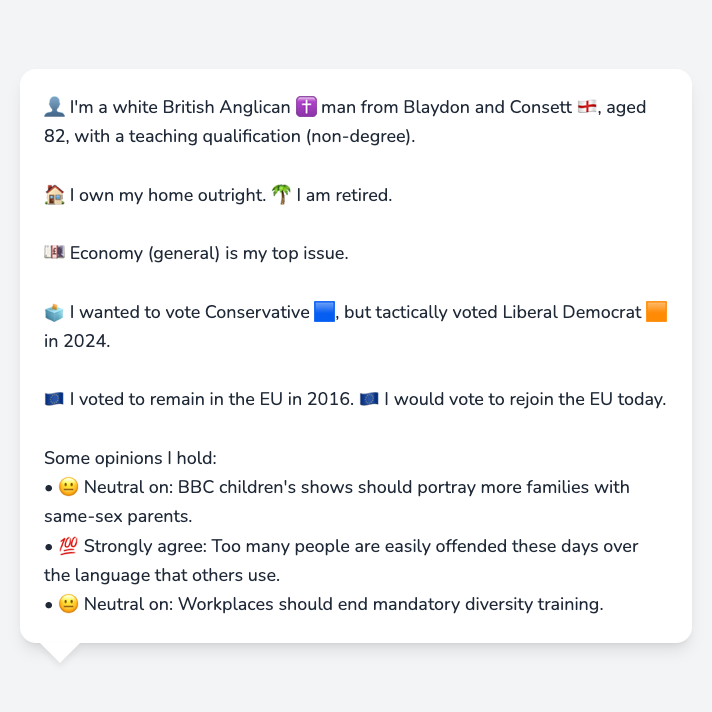 👤 I'm a white British Anglican ✝️ man from Blaydon and Consett 🏴󠁧󠁢󠁥󠁮󠁧󠁿, aged
82, with a teaching qualification (non-degree).
🏠 I own my home outright. 🌴 I am retired.
💷 Economy (general) is my top issue.
🗳️ I wanted to vote Conservative 🟦, but tactically voted Liberal Democrat 🟧
in 2024.
🇪🇺 I voted to remain in the EU in 2016. 🇪🇺 I would vote to rejoin the EU today.
Some opinions I hold:
• 😐 Neutral on: BBC children's shows should portray more families with
same-sex parents.
• 💯 Strongly agree: Too many people are easily offended these days over
the language that others use.
• 😐 Neutral on: Workplaces should end mandatory diversity training.